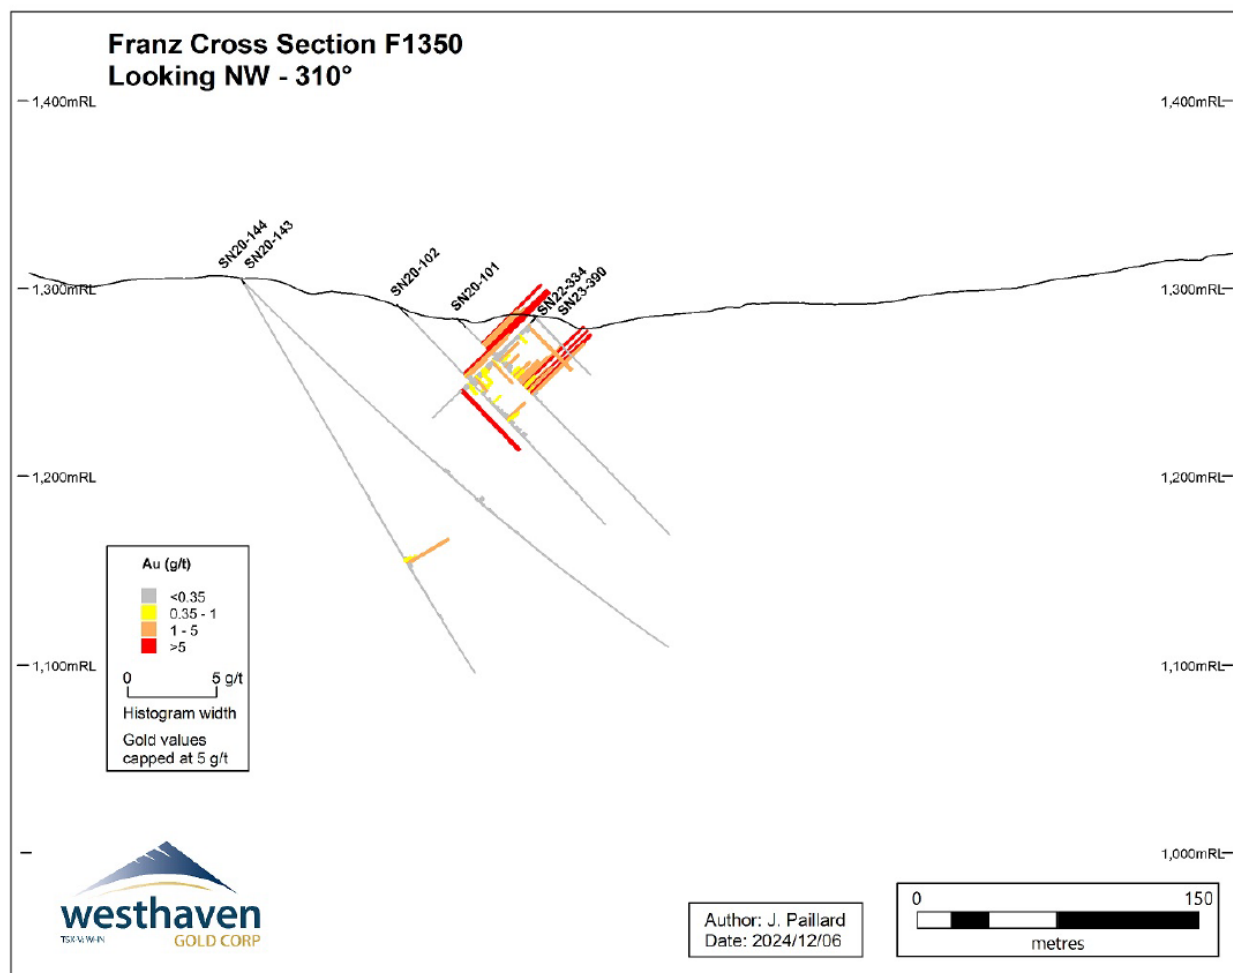 Franz Cross Section F1350
Looking NW - 310°
1,400mRL
1,400mRL
SN20-144
SN20-143
SN20-102
SN20-101
SN22-334
SN23-390
1,300mRL
1,300mRL
1,200mRL
1,200mRL
1,100mRL
1,100mRL
Au (g/t)
<0.35
0.35 - 1
1 - 5
>5
0 5 g/t
Histogram width
Gold values
capped at 5 g/t
1,000mRL
westhaven
GOLD CORP
Author: J. Paillard
Date: 2024/12/06
0 150
metres